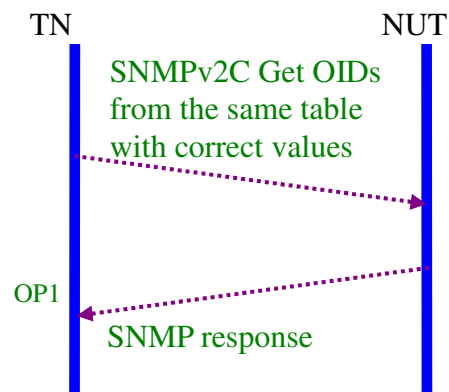 TN NUT
SNMPv2C Get OIDs
from the same table
with correct values
OP1
SNMP response